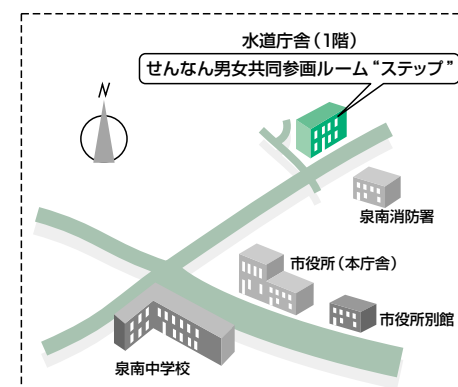 水道庁舎（1階）
せんなん男女共同参画ルーム“ステップ”
N
泉南消防署
市役所（本庁舎）
市役所別館
泉南中学校